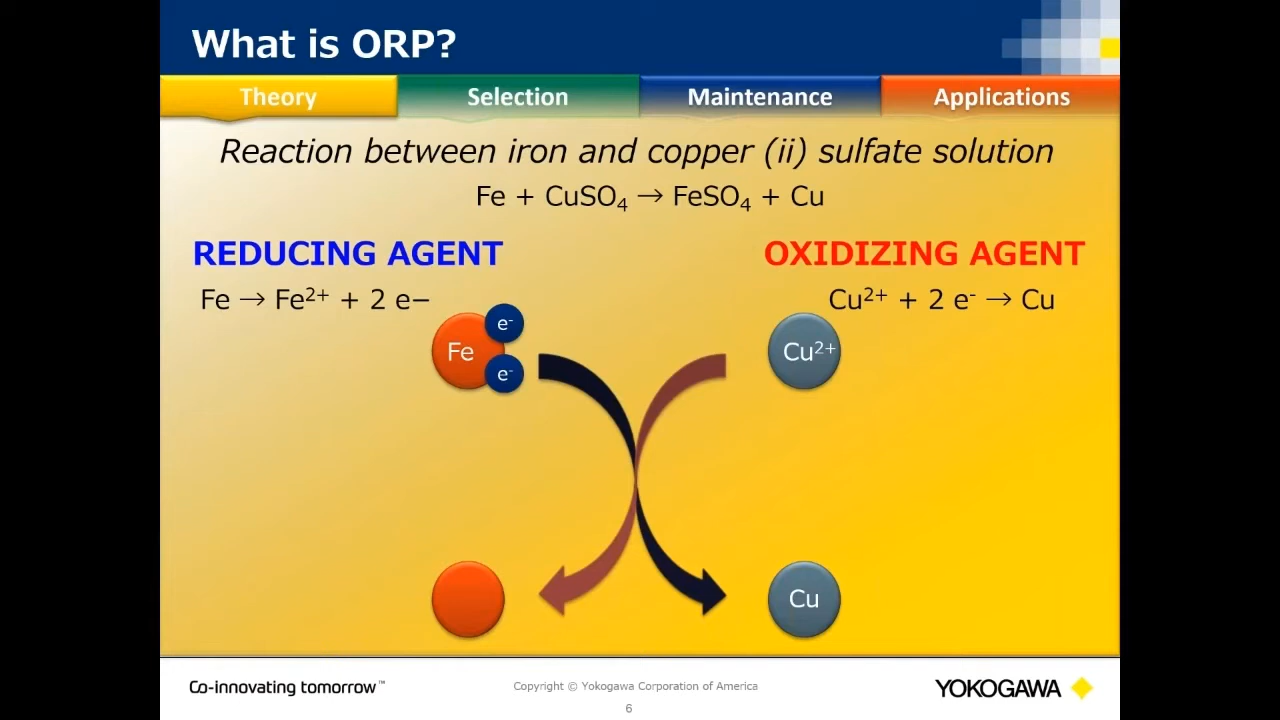 What is ORP?
Theory
Selection
Maintenance
Applications
Reaction between iron and copper (ii) sulfate solution
Fe + CuSO₄ → FeSO₄ + Cu
REDUCING AGENT
OXIDIZING AGENT
Fe → Fe²⁺ + 2 e−
Cu²⁺ + 2 e⁻ → Cu
e⁻
Fe
Cu²⁺
e⁻
Cu
Co-innovating tomorrow™
Copyright © Yokogawa Corporation of America
YOKOGAWA
6